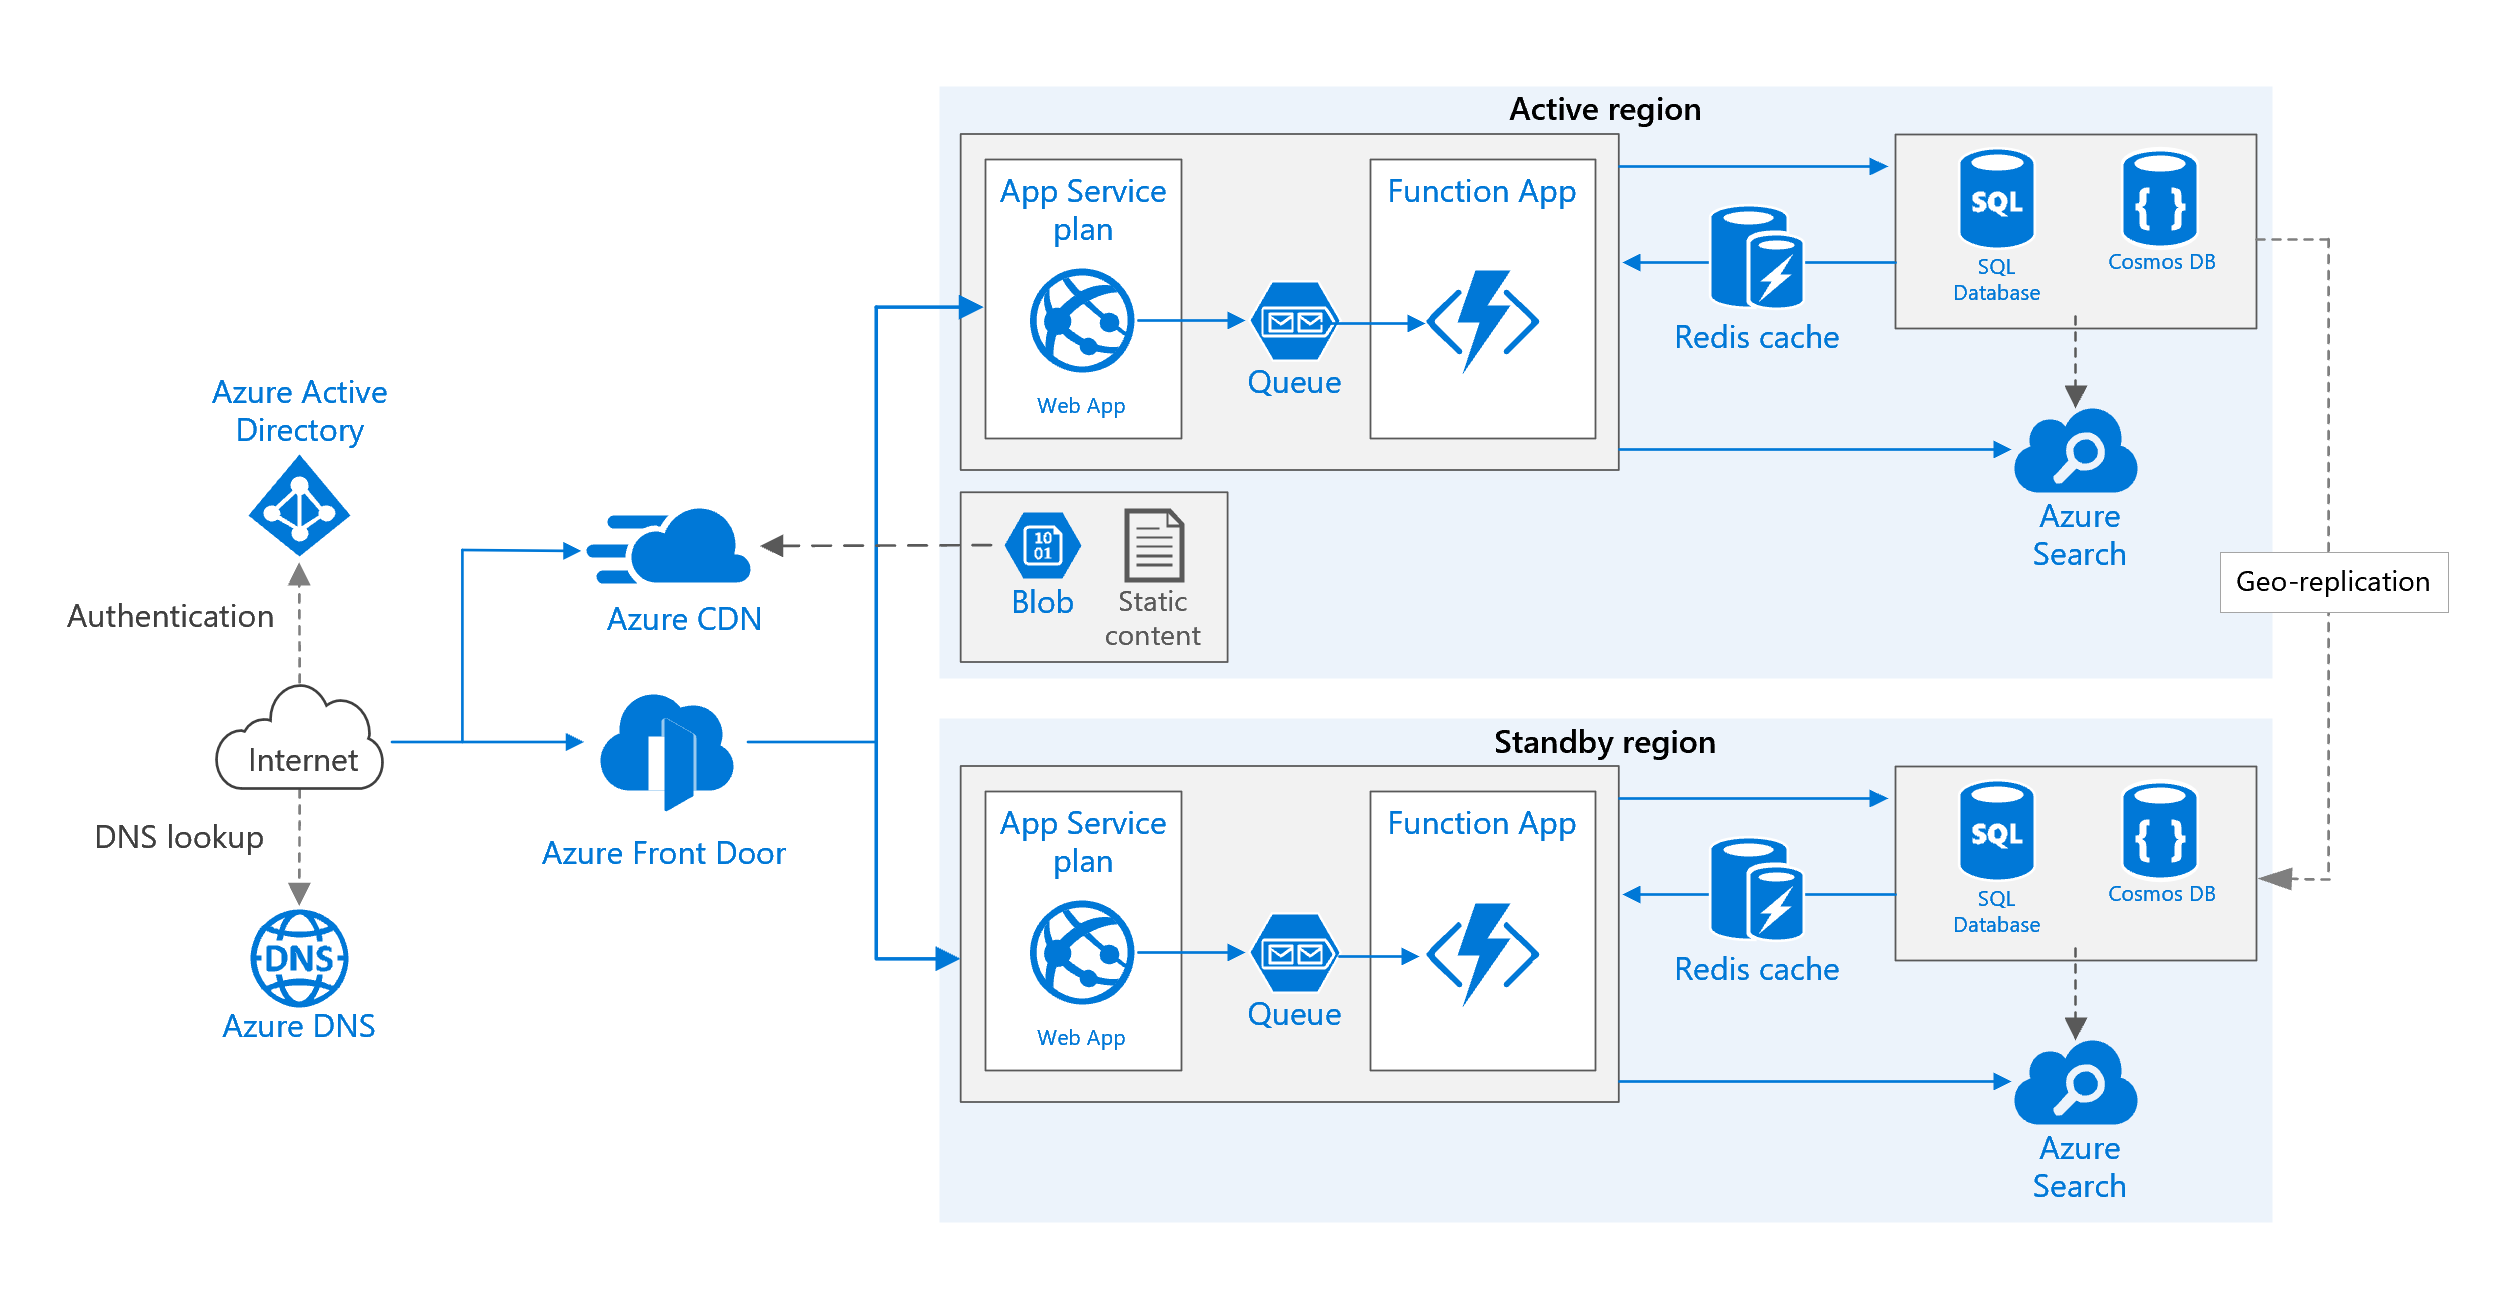 Active region
App Service
plan
Web App
Queue
Function App
Redis cache
SQL
SQL
Database
{ }
Cosmos DB
Azure
Search
10
01
Blob
Static
content
Azure Active
Directory
Authentication
Internet
DNS lookup
DNS
Azure DNS
Azure CDN
Azure Front Door
Geo-replication
Standby region
App Service
plan
Web App
Queue
Function App
Redis cache
SQL
SQL
Database
{ }
Cosmos DB
Azure
Search